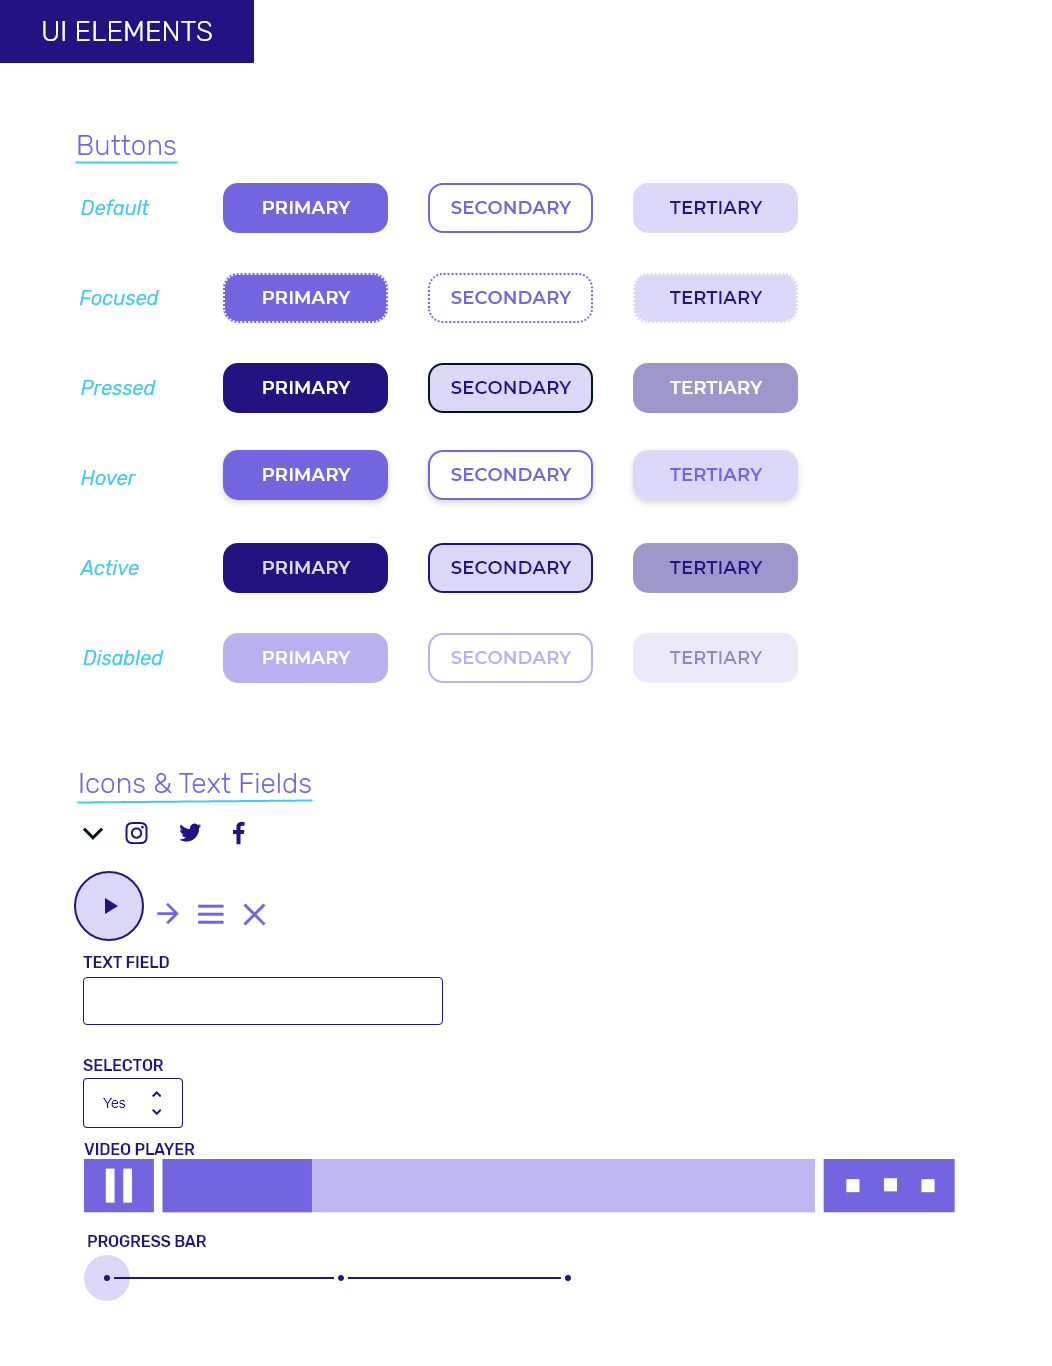 UI ELEMENTS
Buttons
Default PRIMARY SECONDARY TERTIARY
Focused PRIMARY SECONDARY TERTIARY
Pressed PRIMARY SECONDARY TERTIARY
Hover PRIMARY SECONDARY TERTIARY
Active PRIMARY SECONDARY TERTIARY
Disabled PRIMARY SECONDARY TERTIARY
Icons & Text Fields
TEXT FIELD
SELECTOR
Yes
VIDEO PLAYER
PROGRESS BAR